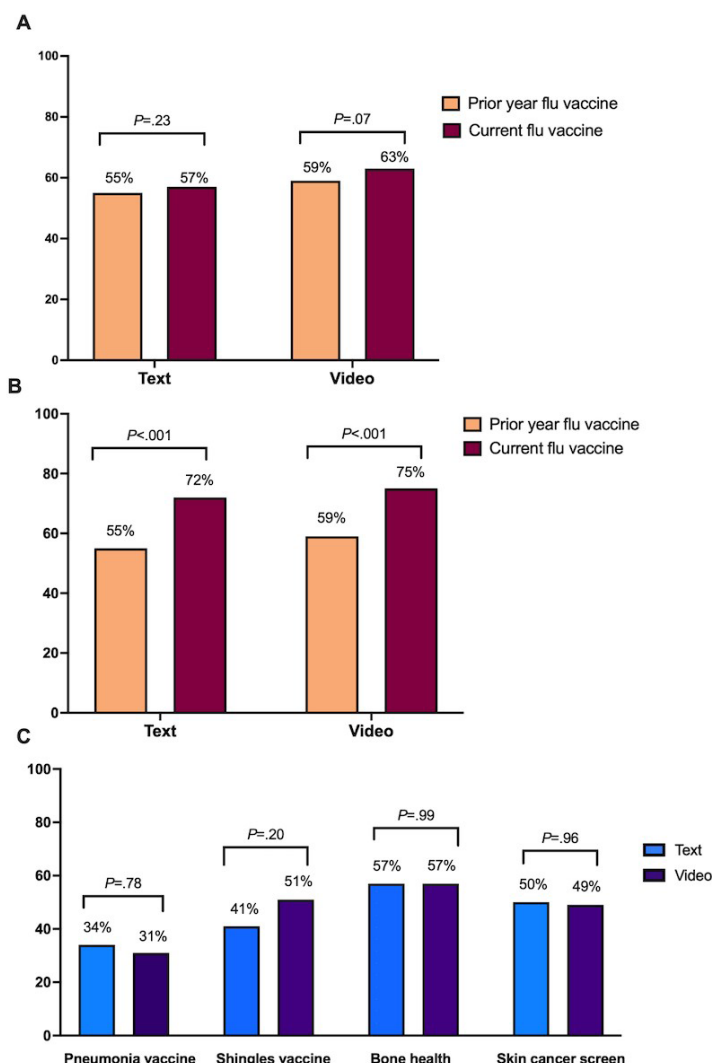 A
100
80
60
40
20
0
P=.23
P=.07
55%
57%
59%
63%
Text
Video
Prior year flu vaccine
Current flu vaccine
B
100
80
60
40
20
0
P<.001
P<.001
55%
72%
59%
75%
Text
Video
Prior year flu vaccine
Current flu vaccine
C
100
80
60
40
20
0
P=.78
P=.20
P=.99
P=.96
34%
31%
41%
51%
57%
57%
50%
49%
Pneumonia vaccine
Shingles vaccine
Bone health
Skin cancer screen
Text
Video